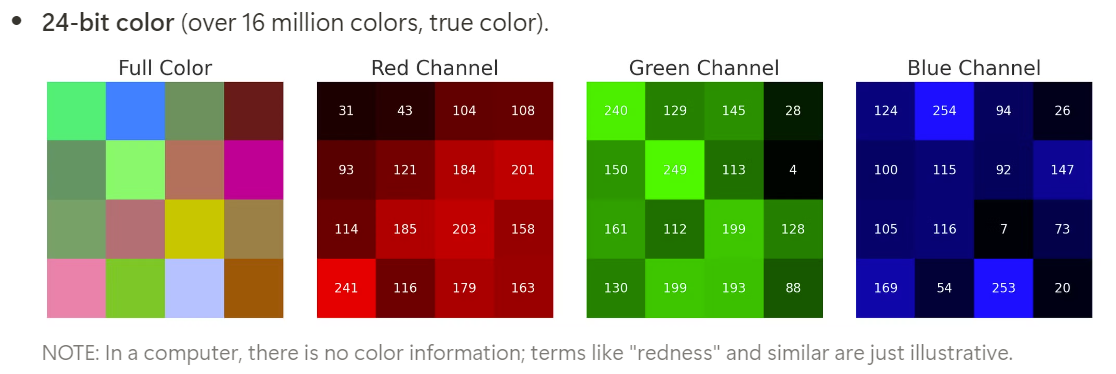 • 24-bit color (over 16 million colors, true color).
Full Color Red Channel Green Channel Blue Channel
31 43 104 108 240 129 145 28 124 254 94 26
93 121 184 201 150 249 113 4 100 115 92 147
114 185 203 158 161 112 199 128 105 116 7 73
241 116 179 163 130 199 193 88 169 54 253 20
NOTE: In a computer, there is no color information; terms like "redness" and similar are just illustrative.